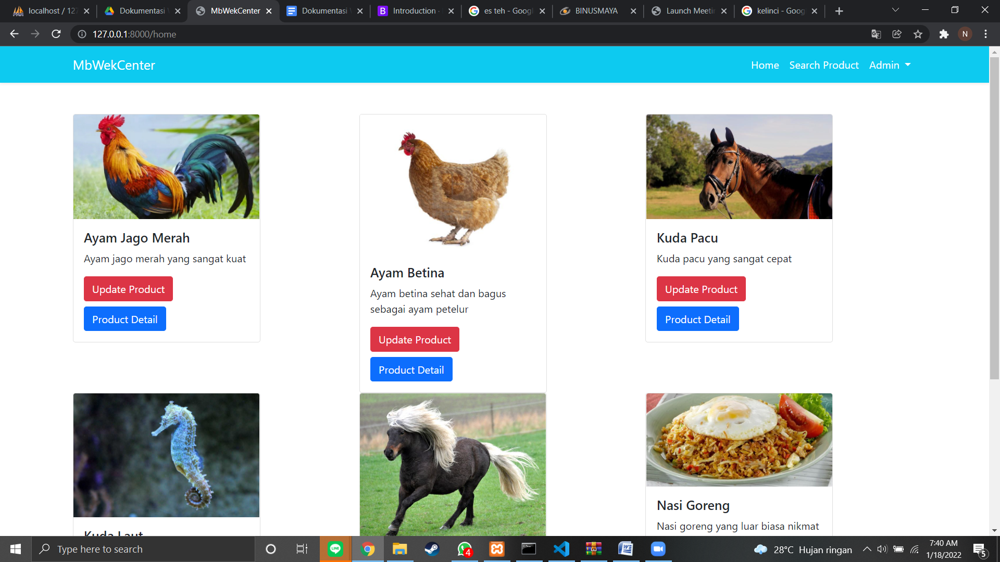 localhost / 127
Dokumentasi
MbWekCenter
Dokumentasi
Introduction ·
es teh - Goog
BINUSMAYA
Launch Meetin
kelinci - Goog
127.0.0.1:8000/home
N
MbWekCenter
Home
Search Product
Admin
Ayam Jago Merah
Ayam jago merah yang sangat kuat
Update Product
Product Detail
Ayam Betina
Ayam betina sehat dan bagus
sebagai ayam petelur
Update Product
Product Detail
Kuda Pacu
Kuda pacu yang sangat cepat
Update Product
Product Detail
Kuda Laut
Nasi Goreng
Nasi goreng yang luar biasa nikmat
Type here to search
LINE
4
28°C Hujan ringan
7:40 AM
1/18/2022
5